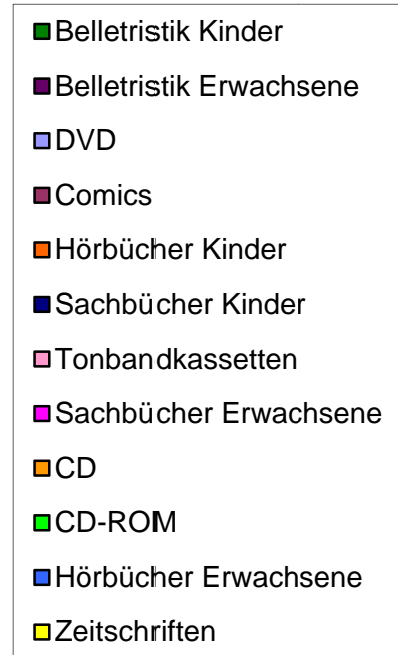 Belletristik Kinder
Belletristik Erwachsene
DVD
Comics
Hörbücher Kinder
Sachbücher Kinder
Tonbandkassetten
Sachbücher Erwachsene
CD
CD-ROM
Hörbücher Erwachsene
Zeitschriften